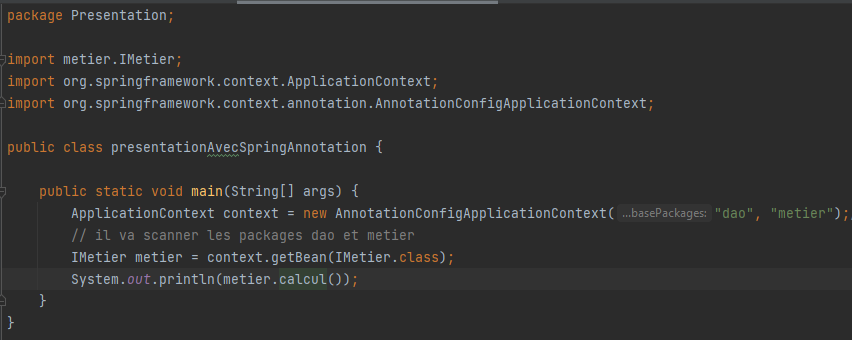 package Presentation;
import metier.IMetier;
import org.springframework.context.ApplicationContext;
import org.springframework.context.annotation.AnnotationConfigApplicationContext;
public class presentationAvecSpringAnnotation {
public static void main(String[] args) {
ApplicationContext context = new AnnotationConfigApplicationContext( ...basePackages: "dao", "metier");
// il va scanner les packages dao et metier
IMetier metier = context.getBean(IMetier.class);
System.out.println(metier.calcul());
}
}